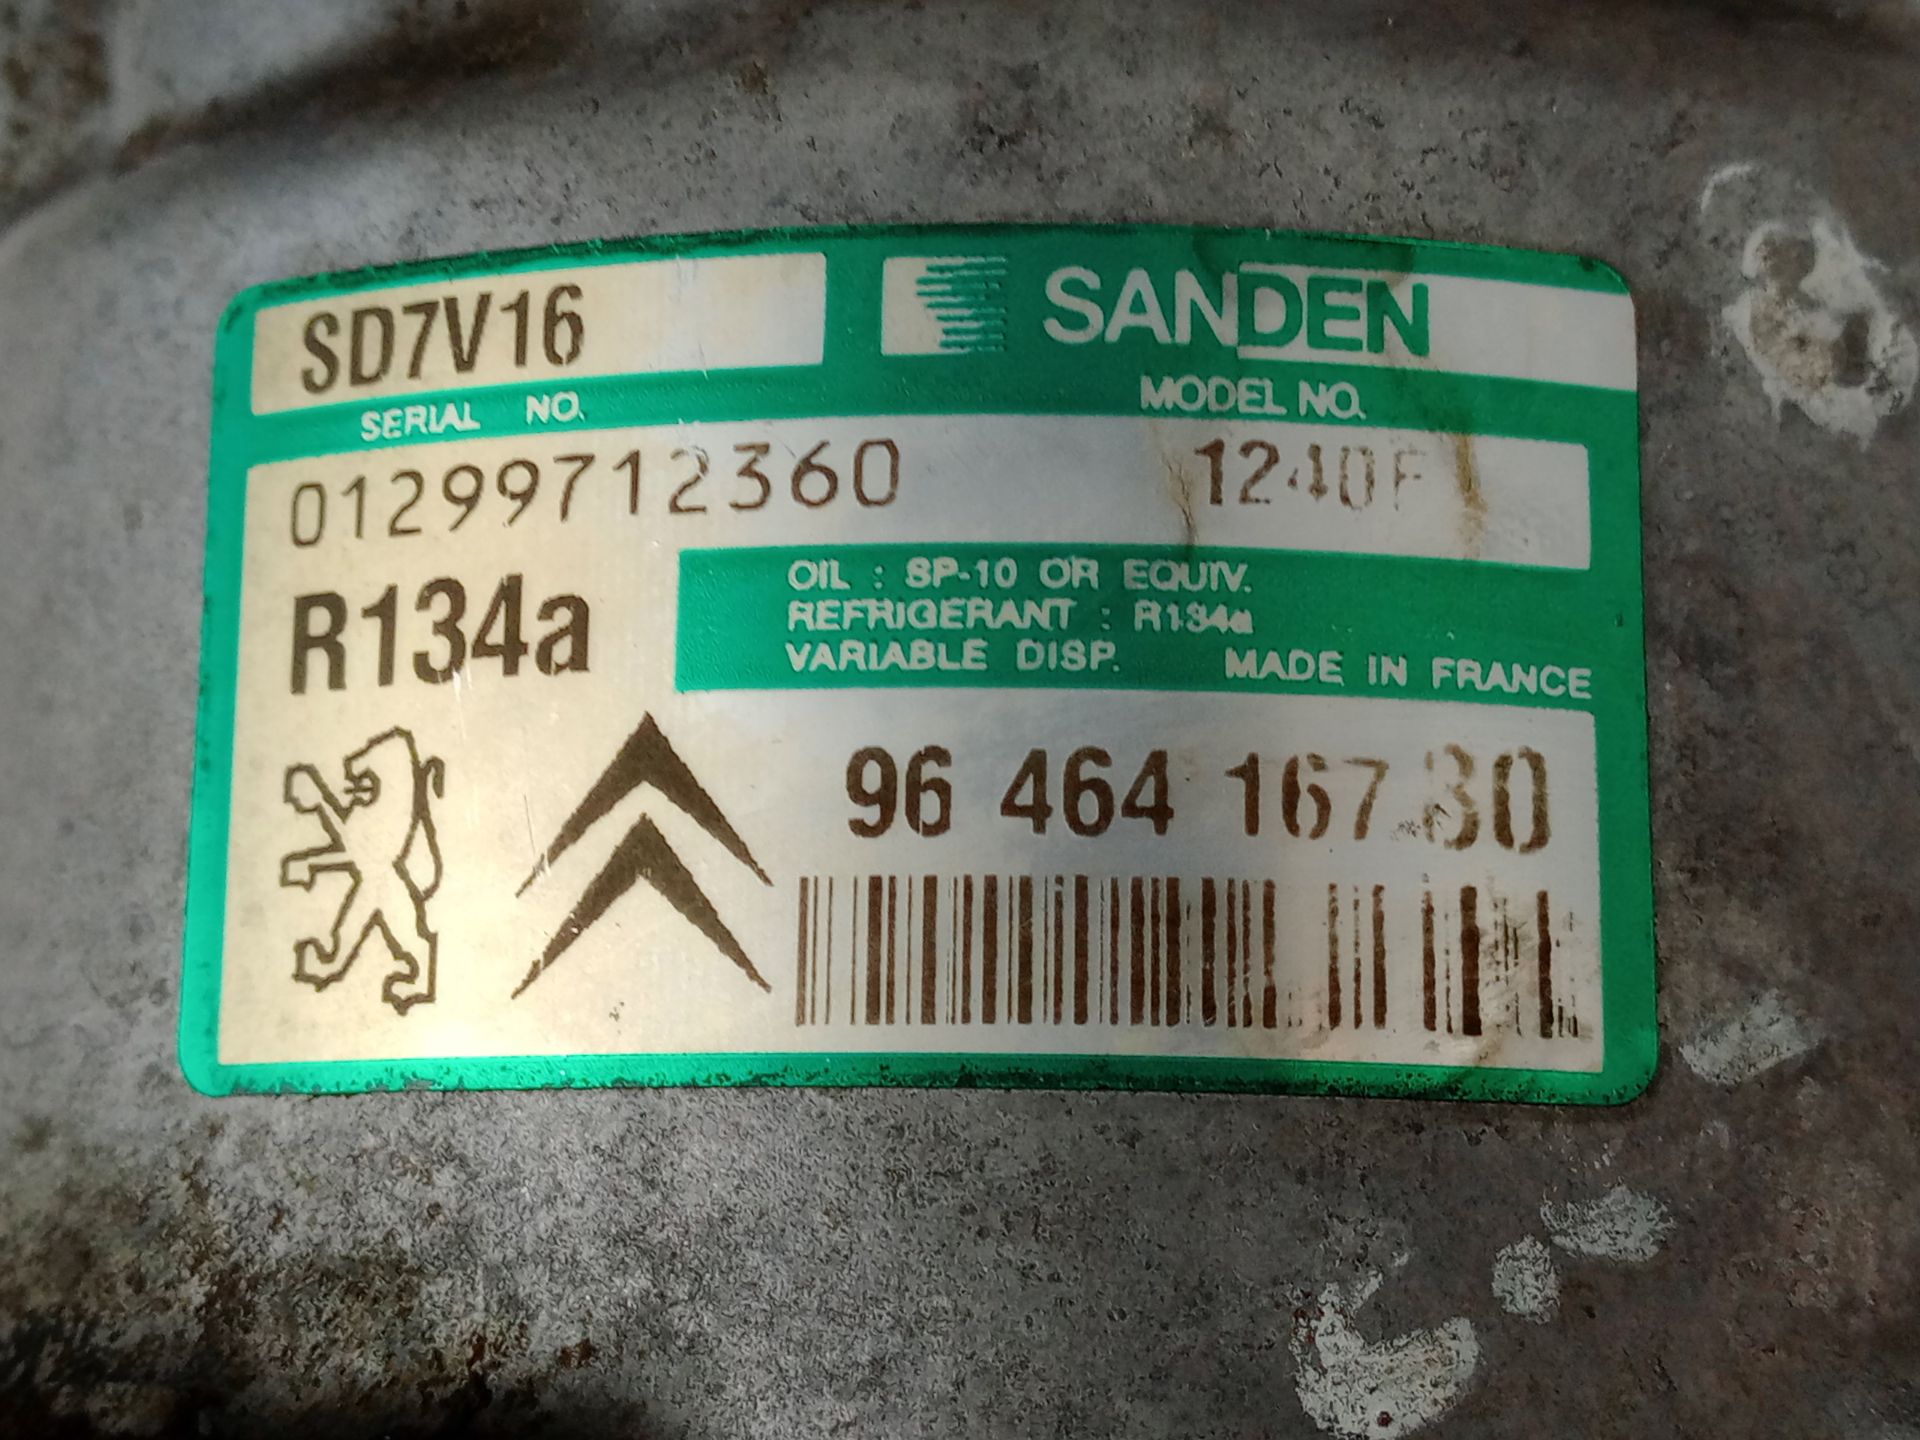 SD7V16 SANDEN
SERIAL NO. MODEL NO.
01299712360 1240F
R134a
OIL : SP-10 OR EQUIV.
REFRIGERANT : R134a
VARIABLE DISP. MADE IN FRANCE
96 464 167 80